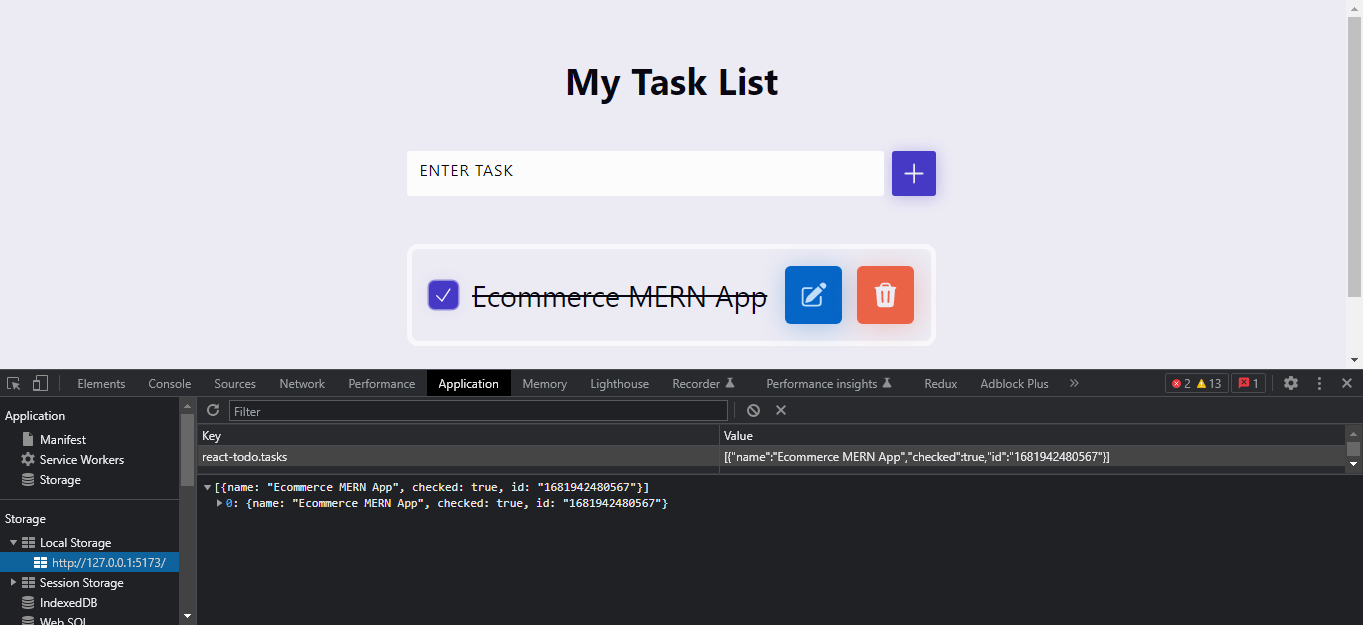 My Task List
ENTER TASK
Ecommerce MERN App
Elements Console Sources Network Performance Application Memory Lighthouse Recorder Performance insights Redux Adblock Plus » 2 13 1
Application
Manifest
Service Workers
Storage
Storage
Local Storage
http://127.0.0.1:5173/
Session Storage
IndexedDB
Web SQL
Filter
Key Value
react-todo.tasks [{"name":"Ecommerce MERN App","checked":true,"id":"1681942480567"}]
[{name: "Ecommerce MERN App", checked: true, id: "1681942480567"}]
0: {name: "Ecommerce MERN App", checked: true, id: "1681942480567"}